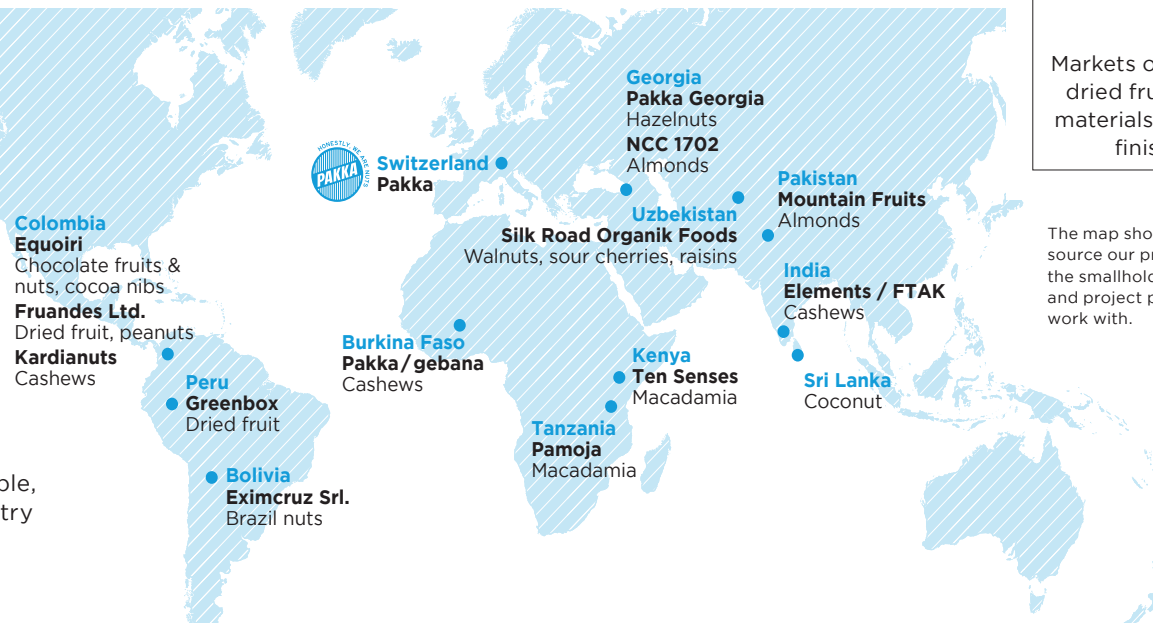 Georgia
Pakka Georgia
Hazelnuts
NCC 1702
Almonds
HONESTLY, WE ARE NUTS
PAKKA
Switzerland
Pakka
Pakistan
Mountain Fruits
Almonds
Uzbekistan
Silk Road Organik Foods
Walnuts, sour cherries, raisins
Colombia
Equoiri
Chocolate fruits &
nuts, cocoa nibs
Fruandes Ltd.
Dried fruit, peanuts
Kardianuts
Cashews
India
Elements / FTAK
Cashews
Burkina Faso
Pakka / gebana
Cashews
Kenya
Ten Senses
Macadamia
Sri Lanka
Coconut
Peru
Greenbox
Dried fruit
Tanzania
Pamoja
Macadamia
Bolivia
Eximcruz Srl.
Brazil nuts
ple,
try
Markets o
dried fru
materials
finis
The map sho
source our pr
the smallhold
and project p
work with.